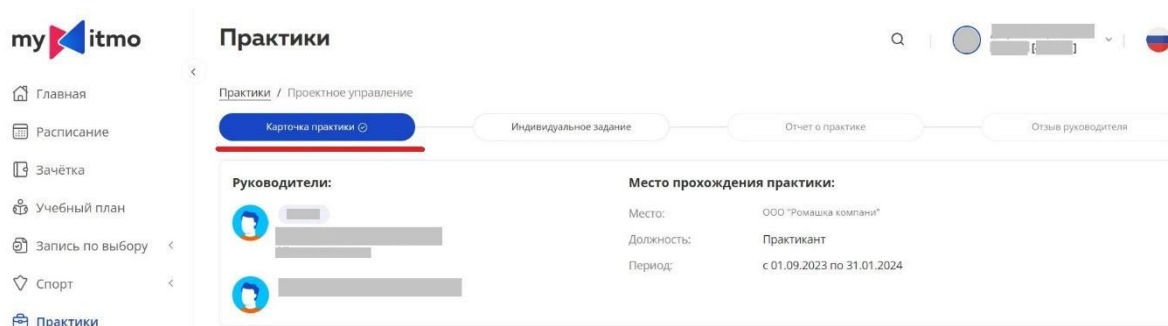 my itmo
Практики
[ ]
Главная
Расписание
Зачётка
Учебный план
Запись по выбору
Спорт
Практики
Практики / Проектное управление
Карточка практики
Индивидуальное задание
Отчет о практике
Отзыв руководителя
Руководители:
Место прохождения практики:
Место: ООО "Ромашка компани"
Должность: Практикант
Период: с 01.09.2023 по 31.01.2024